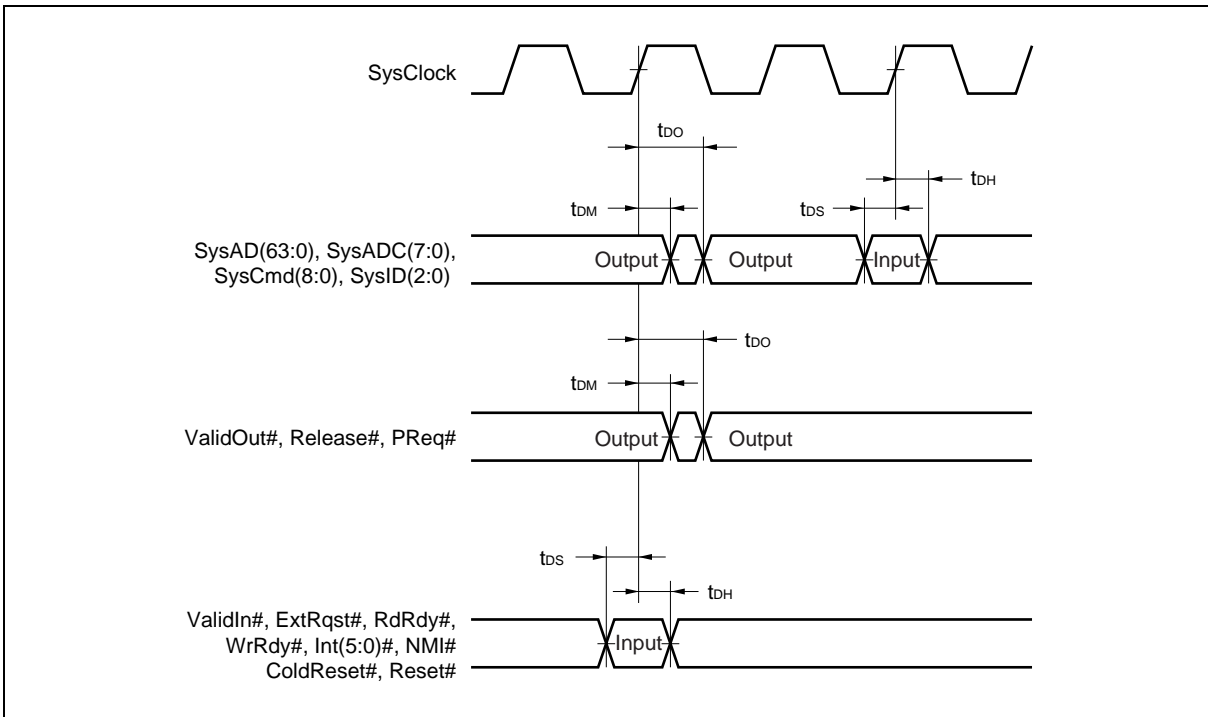 SysClock
tDO
tDH
tDM
tDS
SysAD(63:0), SysADC(7:0),
SysCmd(8:0), SysID(2:0)
Output
Output
Input
tDO
tDM
ValidOut#, Release#, PReq#
Output
Output
tDS
tDH
ValidIn#, ExtRqst#, RdRdy#,
WrRdy#, Int(5:0)#, NMI#
ColdReset#, Reset#
Input